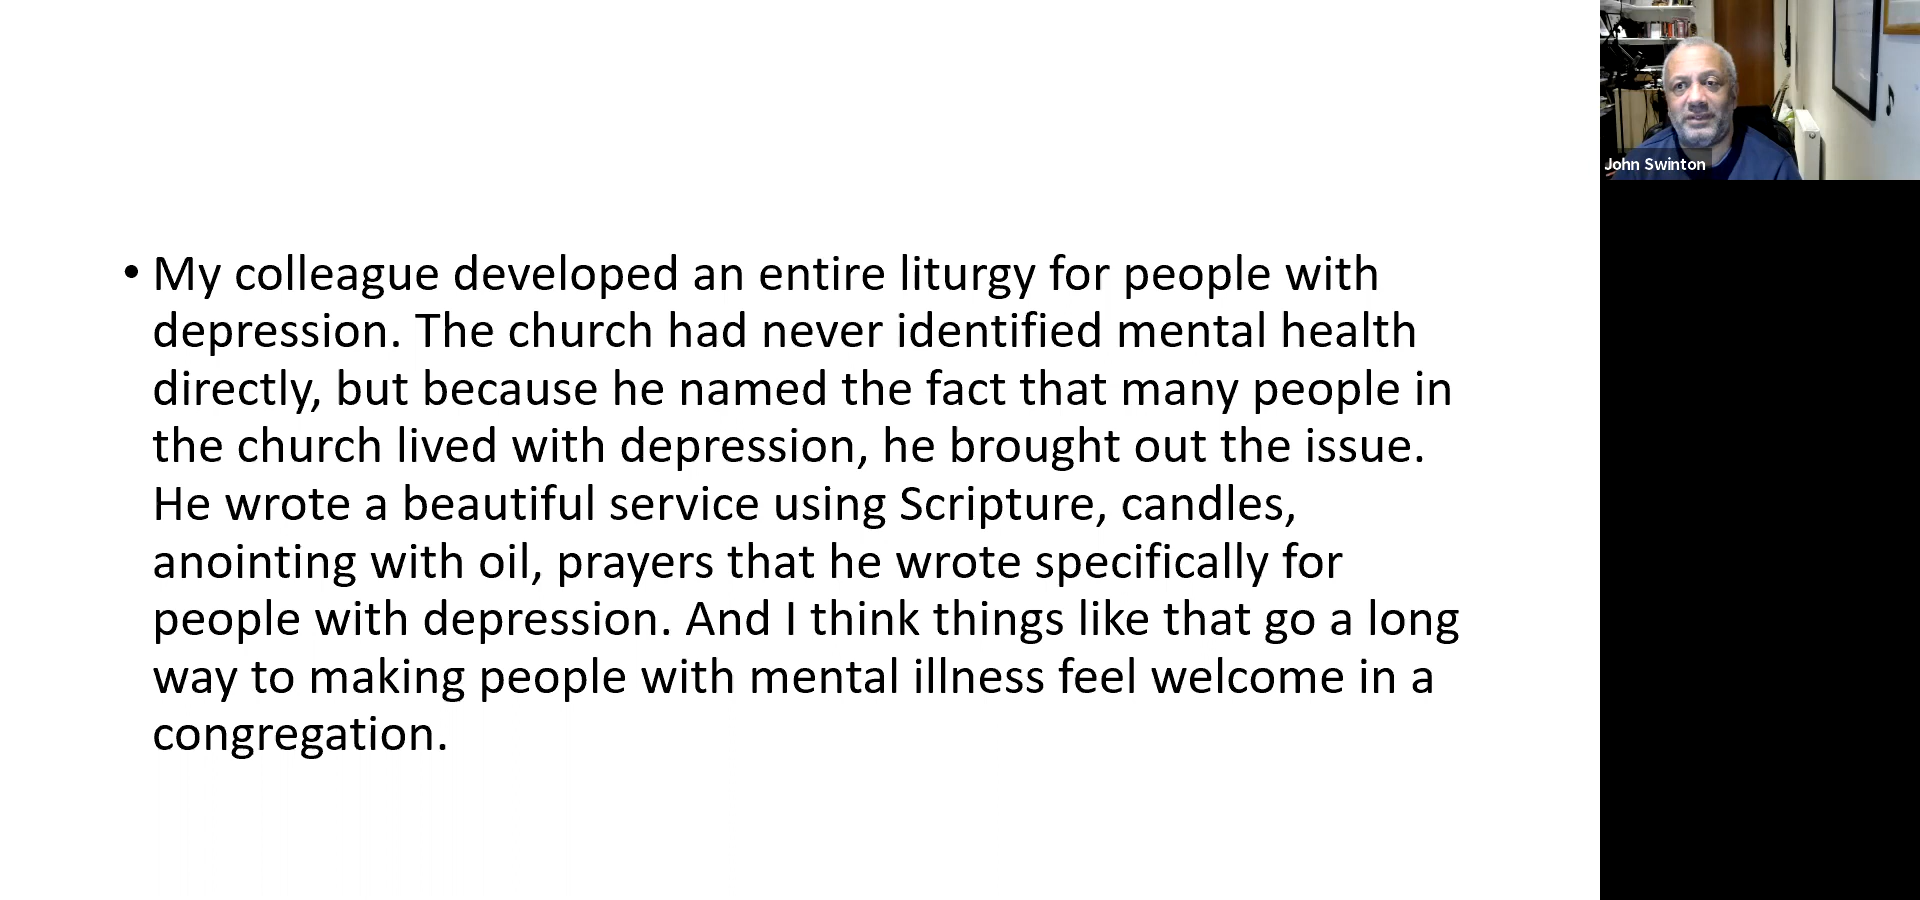 • My colleague developed an entire liturgy for people with
depression. The church had never identified mental health
directly, but because he named the fact that many people in
the church lived with depression, he brought out the issue.
He wrote a beautiful service using Scripture, candles,
anointing with oil, prayers that he wrote specifically for
people with depression. And I think things like that go a long
way to making people with mental illness feel welcome in a
congregation.
John Swinton